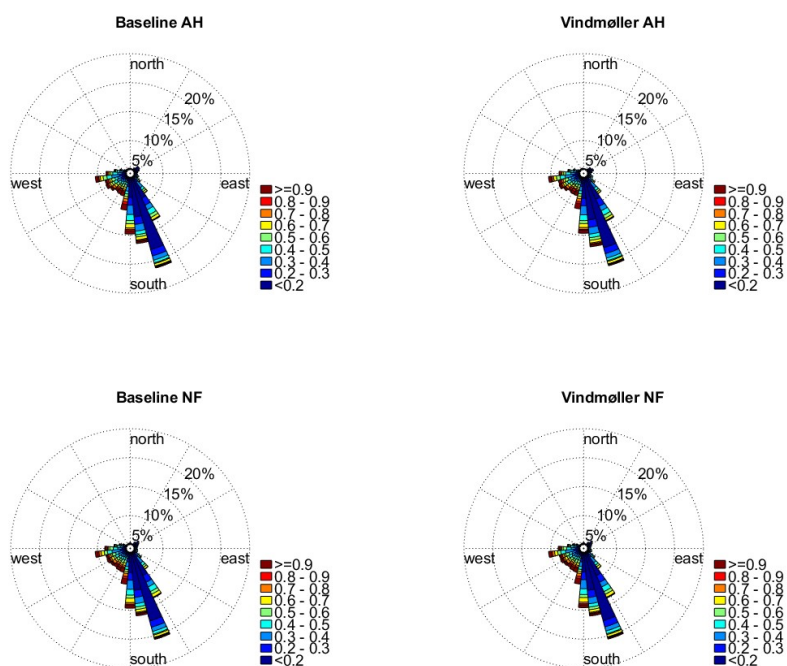 Baseline AH
north
20%
15%
10%
5%
west
east
south
>=0.9
0.8 - 0.9
0.7 - 0.8
0.6 - 0.7
0.5 - 0.6
0.4 - 0.5
0.3 - 0.4
0.2 - 0.3
<0.2
Vindmøller AH
north
20%
15%
10%
5%
west
east
south
>=0.9
0.8 - 0.9
0.7 - 0.8
0.6 - 0.7
0.5 - 0.6
0.4 - 0.5
0.3 - 0.4
0.2 - 0.3
<0.2
Baseline NF
north
20%
15%
10%
5%
west
east
south
>=0.9
0.8 - 0.9
0.7 - 0.8
0.6 - 0.7
0.5 - 0.6
0.4 - 0.5
0.3 - 0.4
0.2 - 0.3
<0.2
Vindmøller NF
north
20%
15%
10%
5%
west
east
south
>=0.9
0.8 - 0.9
0.7 - 0.8
0.6 - 0.7
0.5 - 0.6
0.4 - 0.5
0.3 - 0.4
0.2 - 0.3
<0.2